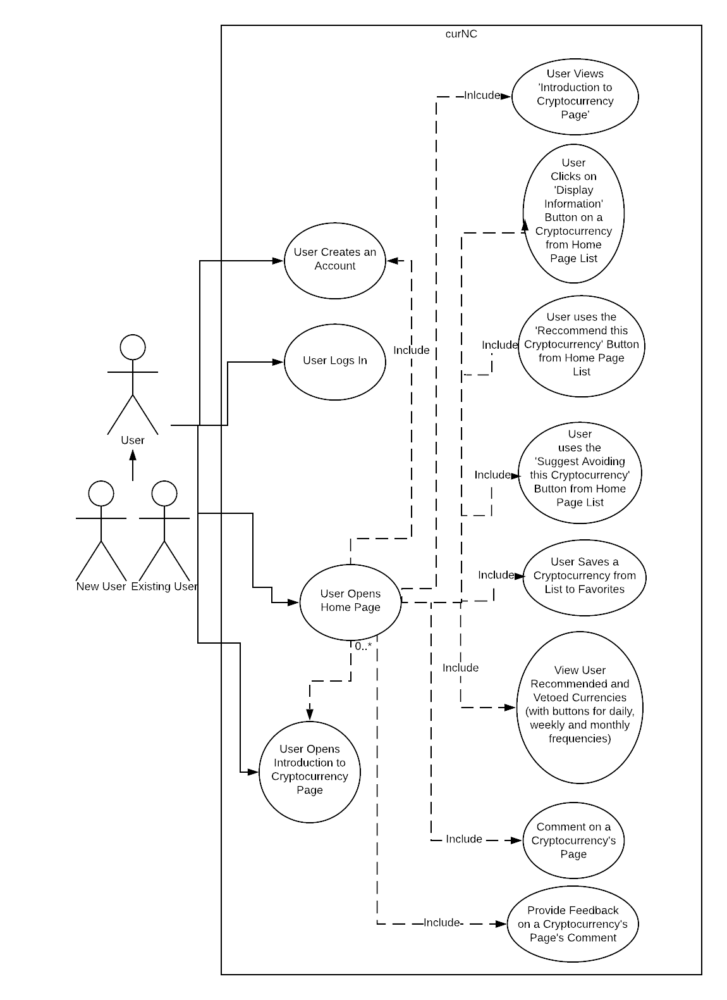 curNC
User Views
'Introduction to
Cryptocurrency
Page'
Inlcude
User
Clicks on
'Display
Information'
Button on a
Cryptocurrency
from Home
Page List
User Creates an
Account
User uses the
'Reccommend this
Cryptocurrency' Button
from Home Page
List
Include
Include
User Logs In
User
User
uses the
'Suggest Avoiding
this Cryptocurrency'
Button from Home
Page List
Include
New User
Existing User
User Saves a
Cryptocurrency from
List to Favorites
Include
User Opens
Home Page
0..*
Include
View User
Recommended and
Vetoed Currencies
(with buttons for daily,
weekly and monthly
frequencies)
User Opens
Introduction to
Cryptocurrency
Page
Include
Comment on a
Cryptocurrency's
Page
Include
Provide Feedback
on a Cryptocurrency's
Page's Comment